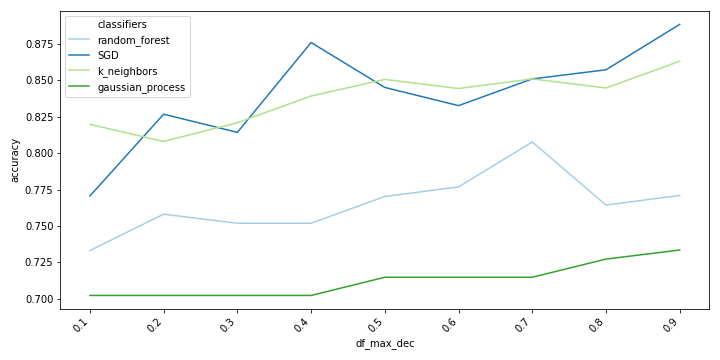 classifiers
random_forest
SGD
k_neighbors
gaussian_process
accuracy
0.875
0.850
0.825
0.800
0.775
0.750
0.725
0.700
0.1
0.2
0.3
0.4
0.5
0.6
0.7
0.8
0.9
df_max_dec